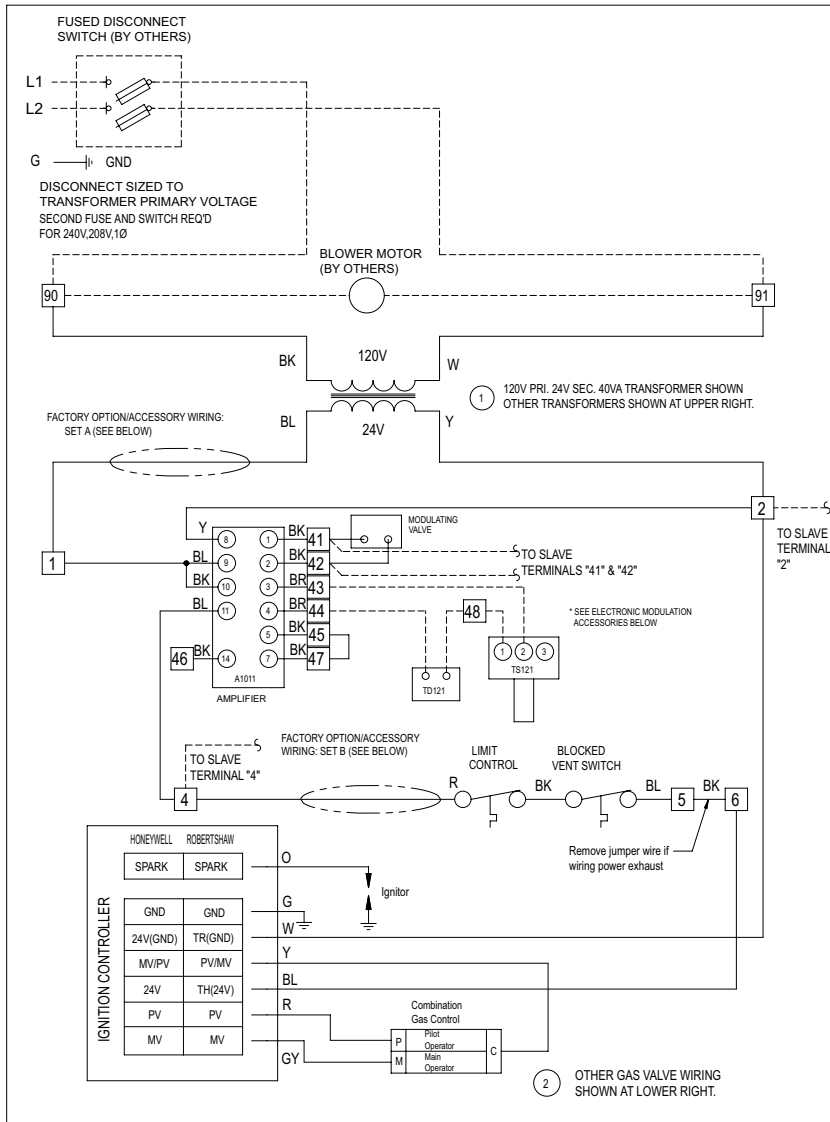 FUSED DISCONNECT
SWITCH (BY OTHERS)
L1
L2
G
GND
DISCONNECT SIZED TO
TRANSFORMER PRIMARY VOLTAGE
SECOND FUSE AND SWITCH REQ'D
FOR 240V,208V,1Ø
BLOWER MOTOR
(BY OTHERS)
90
91
BK
120V
W
1
120V PRI. 24V SEC. 40VA TRANSFORMER SHOWN
OTHER TRANSFORMERS SHOWN AT UPPER RIGHT.
FACTORY OPTION/ACCESSORY WIRING:
SET A (SEE BELOW)
BL
24V
Y
2
TO SLAVE
TERMINAL
"2"
1
Y
8
1
BK
41
MODULATING
VALVE
BL
9
2
BK
42
TO SLAVE
TERMINALS "41" & "42"
BK
10
3
BR
43
BL
11
4
BR
44
48
* SEE ELECTRONIC MODULATION
ACCESSORIES BELOW
5
BK
45
46
BK
14
7
BK
47
A1011
AMPLIFIER
TD121
1
2
3
TS121
TO SLAVE
TERMINAL "4"
4
FACTORY OPTION/ACCESSORY
WIRING: SET B (SEE BELOW)
R
LIMIT
CONTROL
BK
BLOCKED
VENT SWITCH
BL
5
BK
6
Remove jumper wire if
wiring power exhaust
IGNITION CONTROLLER
HONEYWELL
ROBERTSHAW
SPARK
SPARK
O
Ignitor
GND
GND
G
24V(GND)
TR(GND)
W
MV/PV
PV/MV
Y
24V
TH(24V)
BL
PV
PV
R
MV
MV
GY
Combination
Gas Control
P
Pilot
Operator
M
Main
Operator
C
2
OTHER GAS VALVE WIRING
SHOWN AT LOWER RIGHT.